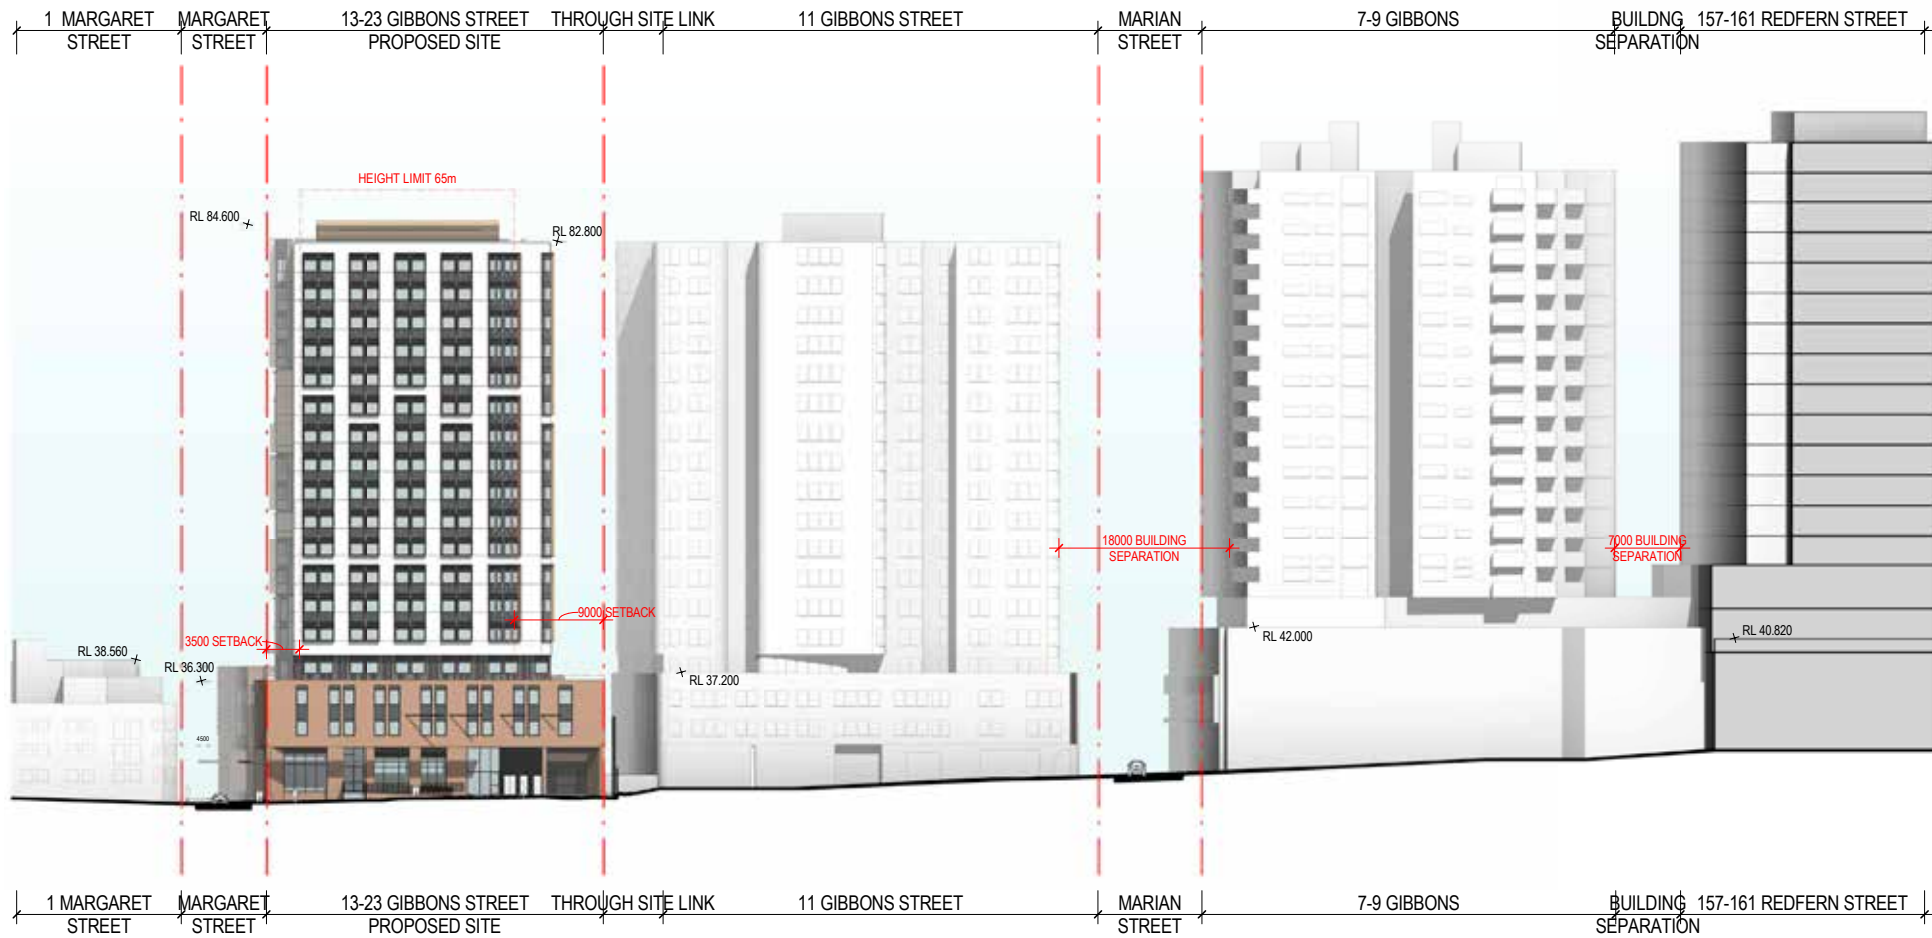 1 MARGARET
STREET
MARGARET
STREET
13-23 GIBBONS STREET
PROPOSED SITE
THROUGH SITE LINK
11 GIBBONS STREET
MARIAN
STREET
7-9 GIBBONS
BUILDNG
SEPARATION
157-161 REDFERN STREET
HEIGHT LIMIT 65m
RL 84.600
RL 82.800
18000 BUILDING
SEPARATION
7000 BUILDING
SEPARATION
9000 SETBACK
3500 SETBACK
RL 38.560
RL 36.300
RL 37.200
RL 42.000
RL 40.820
4500
1 MARGARET
STREET
MARGARET
STREET
13-23 GIBBONS STREET
PROPOSED SITE
THROUGH SITE LINK
11 GIBBONS STREET
MARIAN
STREET
7-9 GIBBONS
BUILDING
SEPARATION
157-161 REDFERN STREET